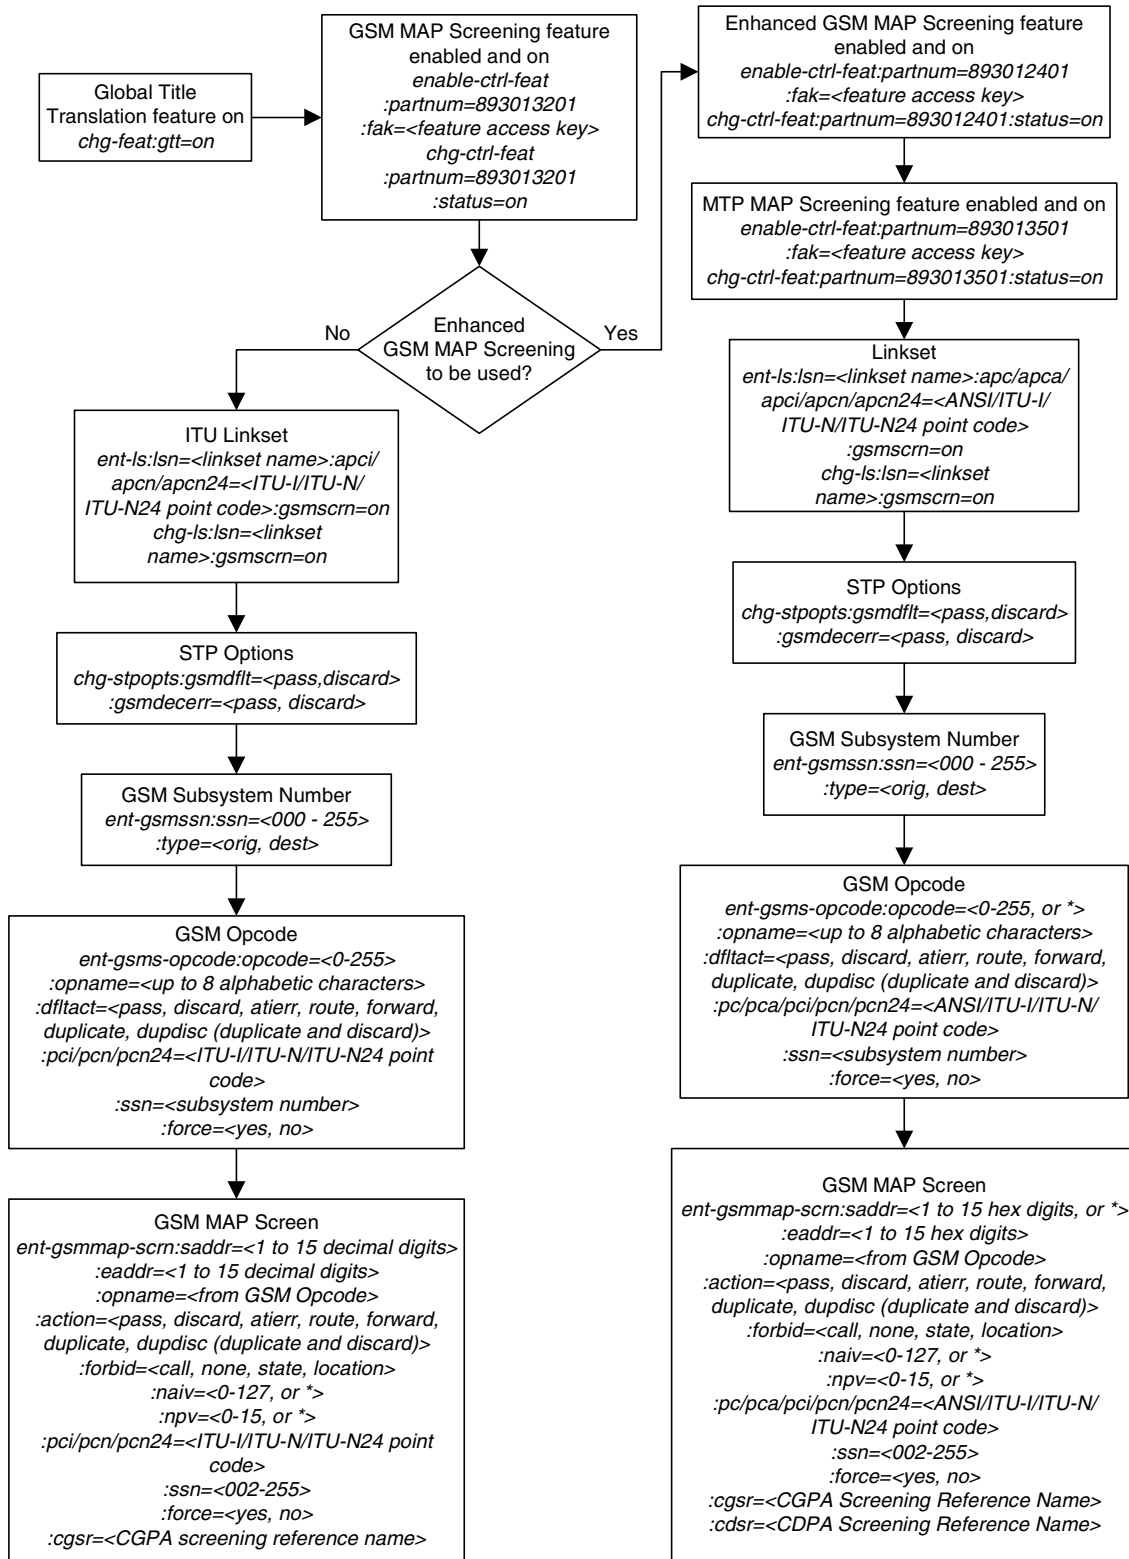 Global Title
Translation feature on
chg-feat:gtt=on
GSM MAP Screening feature
enabled and on
enable-ctrl-feat
:partnum=893013201
:fak=<feature access key>
chg-ctrl-feat
:partnum=893013201
:status=on
Enhanced
GSM MAP Screening
to be used?
No
Yes
ITU Linkset
ent-ls:lsn=<linkset name>:apci/
apcn/apcn24=<ITU-I/ITU-N/
ITU-N24 point code>:gsmscrn=on
chg-ls:lsn=<linkset
name>:gsmscrn=on
STP Options
chg-stpopts:gsmdflt=<pass,discard>
:gsmdecerr=<pass, discard>
GSM Subsystem Number
ent-gsmssn:ssn=<000 - 255>
:type=<orig, dest>
GSM Opcode
ent-gsms-opcode:opcode=<0-255>
:opname=<up to 8 alphabetic characters>
:dfltact=<pass, discard, atierr, route, forward,
duplicate, dupdisc (duplicate and discard)>
:pci/pcn/pcn24=<ITU-I/ITU-N/ITU-N24 point
code>
:ssn=<subsystem number>
:force=<yes, no>
GSM MAP Screen
ent-gsmmap-scrn:saddr=<1 to 15 decimal digits>
:eaddr=<1 to 15 decimal digits>
:opname=<from GSM Opcode>
:action=<pass, discard, atierr, route, forward,
duplicate, dupdisc (duplicate and discard)>
:forbid=<call, none, state, location>
:naiv=<0-127, or *>
:npv=<0-15, or *>
:pci/pcn/pcn24=<ITU-I/ITU-N/ITU-N24 point
code>
:ssn=<002-255>
:force=<yes, no>
:cgsr=<CGPA screening reference name>
Enhanced GSM MAP Screening feature
enabled and on
enable-ctrl-feat:partnum=893012401
:fak=<feature access key>
chg-ctrl-feat:partnum=893012401:status=on
MTP MAP Screening feature enabled and on
enable-ctrl-feat:partnum=893013501
:fak=<feature access key>
chg-ctrl-feat:partnum=893013501:status=on
Linkset
ent-ls:lsn=<linkset name>:apc/apca/
apci/apcn/apcn24=<ANSI/ITU-I/
ITU-N/ITU-N24 point code>
:gsmscrn=on
chg-ls:lsn=<linkset
name>:gsmscrn=on
STP Options
chg-stpopts:gsmdflt=<pass,discard>
:gsmdecerr=<pass, discard>
GSM Subsystem Number
ent-gsmssn:ssn=<000 - 255>
:type=<orig, dest>
GSM Opcode
ent-gsms-opcode:opcode=<0-255, or *>
:opname=<up to 8 alphabetic characters>
:dfltact=<pass, discard, atierr, route, forward,
duplicate, dupdisc (duplicate and discard)>
:pc/pca/pci/pcn/pcn24=<ANSI/ITU-I/ITU-N/
ITU-N24 point code>
:ssn=<subsystem number>
:force=<yes, no>
GSM MAP Screen
ent-gsmmap-scrn:saddr=<1 to 15 hex digits, or *>
:eaddr=<1 to 15 hex digits>
:opname=<from GSM Opcode>
:action=<pass, discard, atierr, route, forward,
duplicate, dupdisc (duplicate and discard)>
:forbid=<call, none, state, location>
:naiv=<0-127, or *>
:npv=<0-15, or *>
:pc/pca/pci/pcn/pcn24=<ANSI/ITU-I/ITU-N/
ITU-N24 point code>
:ssn=<002-255>
:force=<yes, no>
:cgsr=<CGPA Screening Reference Name>
:cdsr=<CDPA Screening Reference Name>